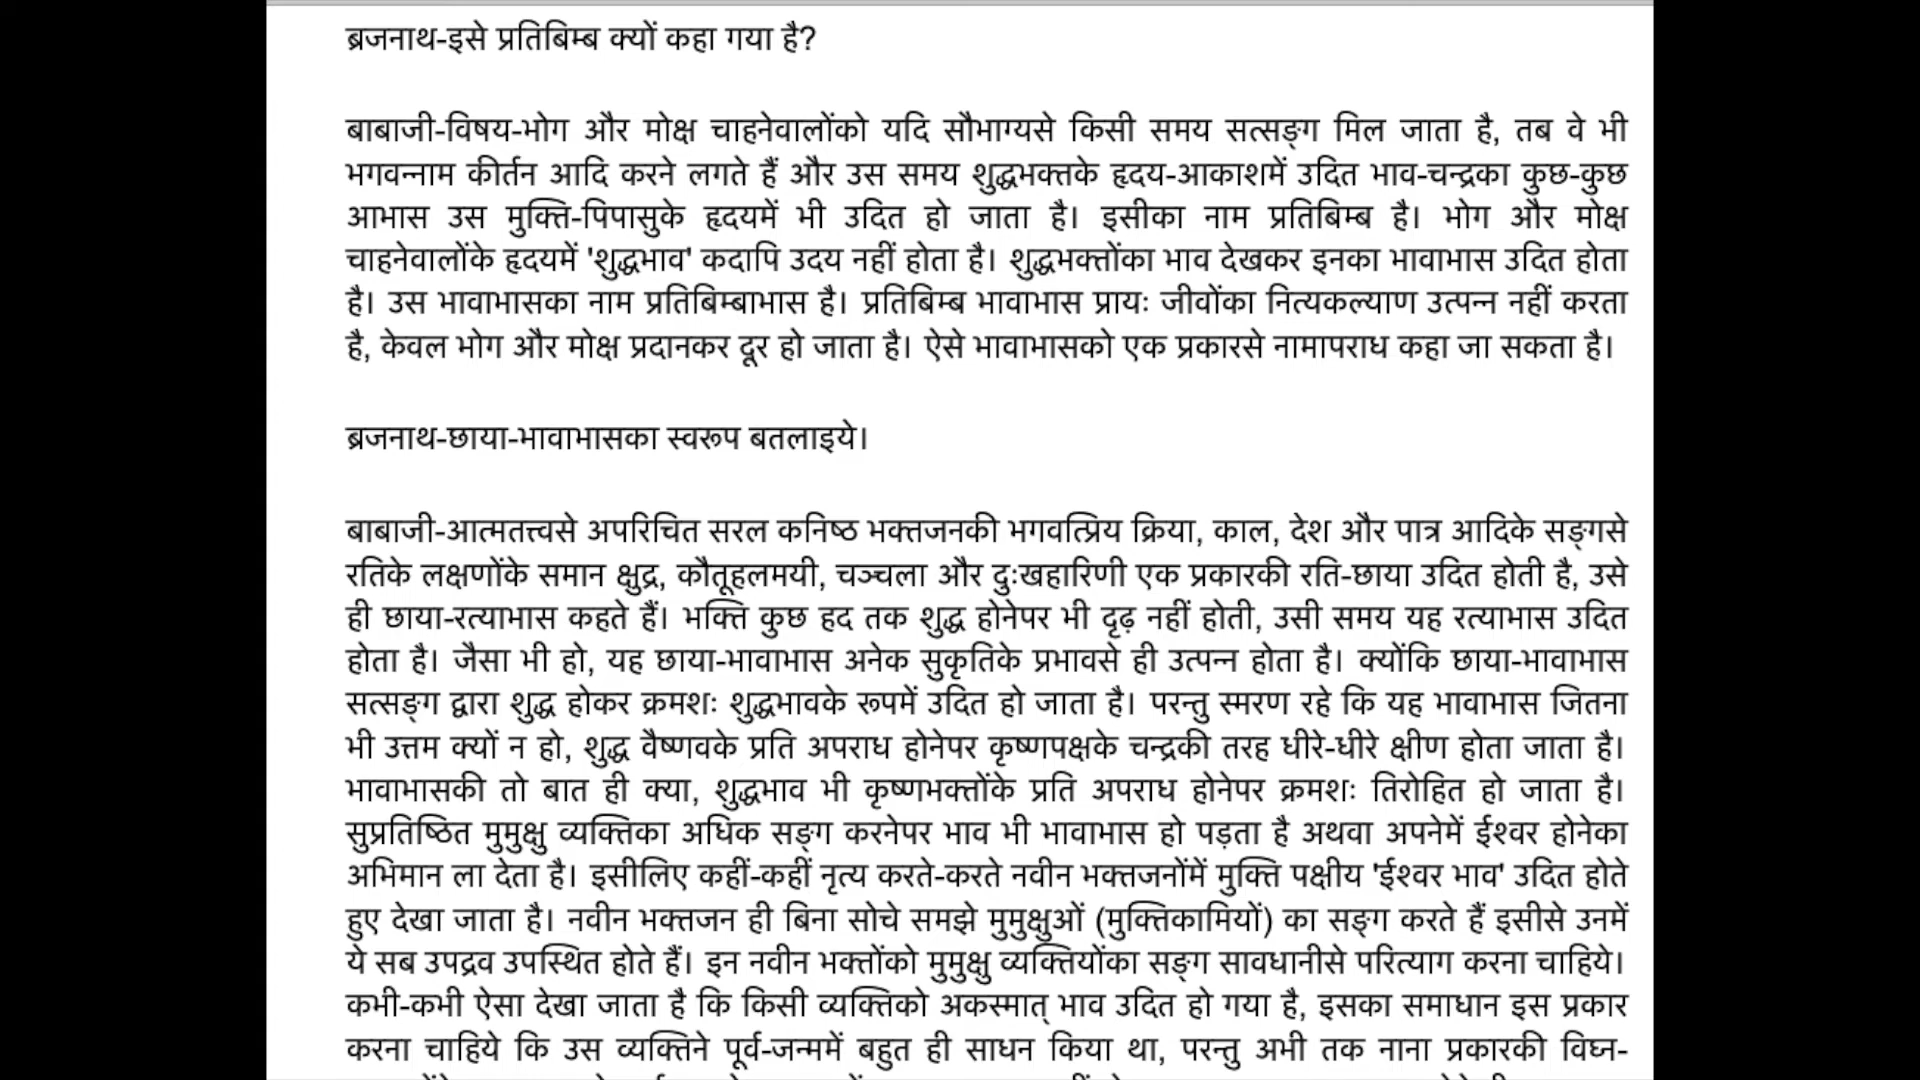 ब्रजनाथ-इसे प्रतिबिम्ब क्यों कहा गया है?
बाबाजी-विषय-भोग और मोक्ष चाहनेवालोंको यदि सौभाग्यसे किसी समय सत्सङ्ग मिल जाता है, तब वे भी
भगवन्नाम कीर्तन आदि करने लगते हैं और उस समय शुद्धभक्तके हृदय-आकाशमें उदित भाव-चन्द्रका कुछ-कुछ
आभास उस मुक्ति-पिपासुके हृदयमें भी उदित हो जाता है। इसीका नाम प्रतिबिम्ब है। भोग और मोक्ष
चाहनेवालोंके हृदयमें 'शुद्धभाव' कदापि उदय नहीं होता है। शुद्धभक्तोंका भाव देखकर इनका भावाभास उदित होता
है। उस भावाभासका नाम प्रतिबिम्बाभास है। प्रतिबिम्ब भावाभास प्रायः जीवोंका नित्यकल्याण उत्पन्न नहीं करता
है, केवल भोग और मोक्ष प्रदानकर दूर हो जाता है। ऐसे भावाभासको एक प्रकारसे नामापराध कहा जा सकता है।
ब्रजनाथ-छाया-भावाभासका स्वरूप बतलाइये।
बाबाजी-आत्मतत्त्वसे अपरिचित सरल कनिष्ठ भक्तजनकी भगवत्प्रिय क्रिया, काल, देश और पात्र आदिके सङ्गसे
रतिके लक्षणोंके समान क्षुद्र, कौतूहलमयी, चञ्चला और दुःखहारिणी एक प्रकारकी रति-छाया उदित होती है, उसे
ही छाया-रत्याभास कहते हैं। भक्ति कुछ हद तक शुद्ध होनेपर भी दृढ़ नहीं होती, उसी समय यह रत्याभास उदित
होता है। जैसा भी हो, यह छाया-भावाभास अनेक सुकृतिके प्रभावसे ही उत्पन्न होता है। क्योंकि छाया-भावाभास
सत्सङ्ग द्वारा शुद्ध होकर क्रमशः शुद्धभावके रूपमें उदित हो जाता है। परन्तु स्मरण रहे कि यह भावाभास जितना
भी उत्तम क्यों न हो, शुद्ध वैष्णवके प्रति अपराध होनेपर कृष्णपक्षके चन्द्रकी तरह धीरे-धीरे क्षीण होता जाता है।
भावाभासकी तो बात ही क्या, शुद्धभाव भी कृष्णभक्तोंके प्रति अपराध होनेपर क्रमशः तिरोहित हो जाता है।
सुप्रतिष्ठित मुमुक्षु व्यक्तिका अधिक सङ्ग करनेपर भाव भी भावाभास हो पड़ता है अथवा अपनेमें ईश्वर होनेका
अभिमान ला देता है। इसीलिए कहीं-कहीं नृत्य करते-करते नवीन भक्तजनोंमें मुक्ति पक्षीय 'ईश्वर भाव' उदित होते
हुए देखा जाता है। नवीन भक्तजन ही बिना सोचे समझे मुमुक्षुओं (मुक्तिकामियों) का सङ्ग करते हैं इसीसे उनमें
ये सब उपद्रव उपस्थित होते हैं। इन नवीन भक्तोंको मुमुक्षु व्यक्तियोंका सङ्ग सावधानीसे परित्याग करना चाहिये।
कभी-कभी ऐसा देखा जाता है कि किसी व्यक्तिको अकस्मात् भाव उदित हो गया है, इसका समाधान इस प्रकार
करना चाहिये कि उस व्यक्तिने पूर्व-जन्ममें बहुत ही साधन किया था, परन्तु अभी तक नाना प्रकारकी विघ्न-